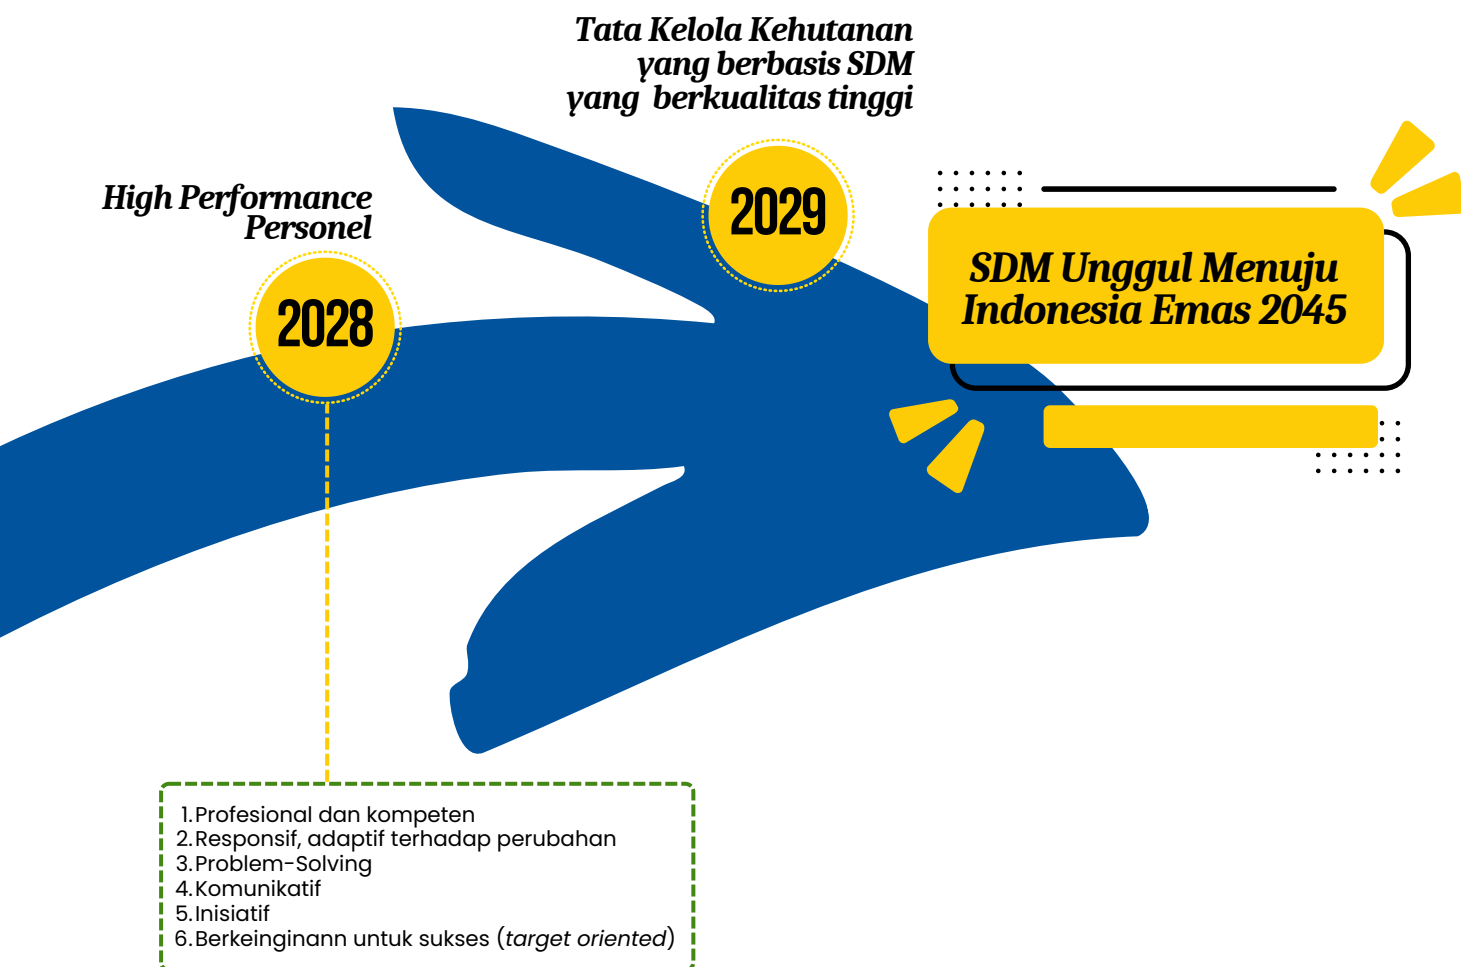 Tata Kelola Kehutanan
yang berbasis SDM
yang berkualitas tinggi
High Performance
Personel
2029
2028
SDM Unggul Menuju
Indonesia Emas 2045
1.Profesional dan kompeten
2.Responsif, adaptif terhadap perubahan
3.Problem-Solving
4.Komunikatif
5.Inisiatif
6.Berkeinginann untuk sukses (target oriented)